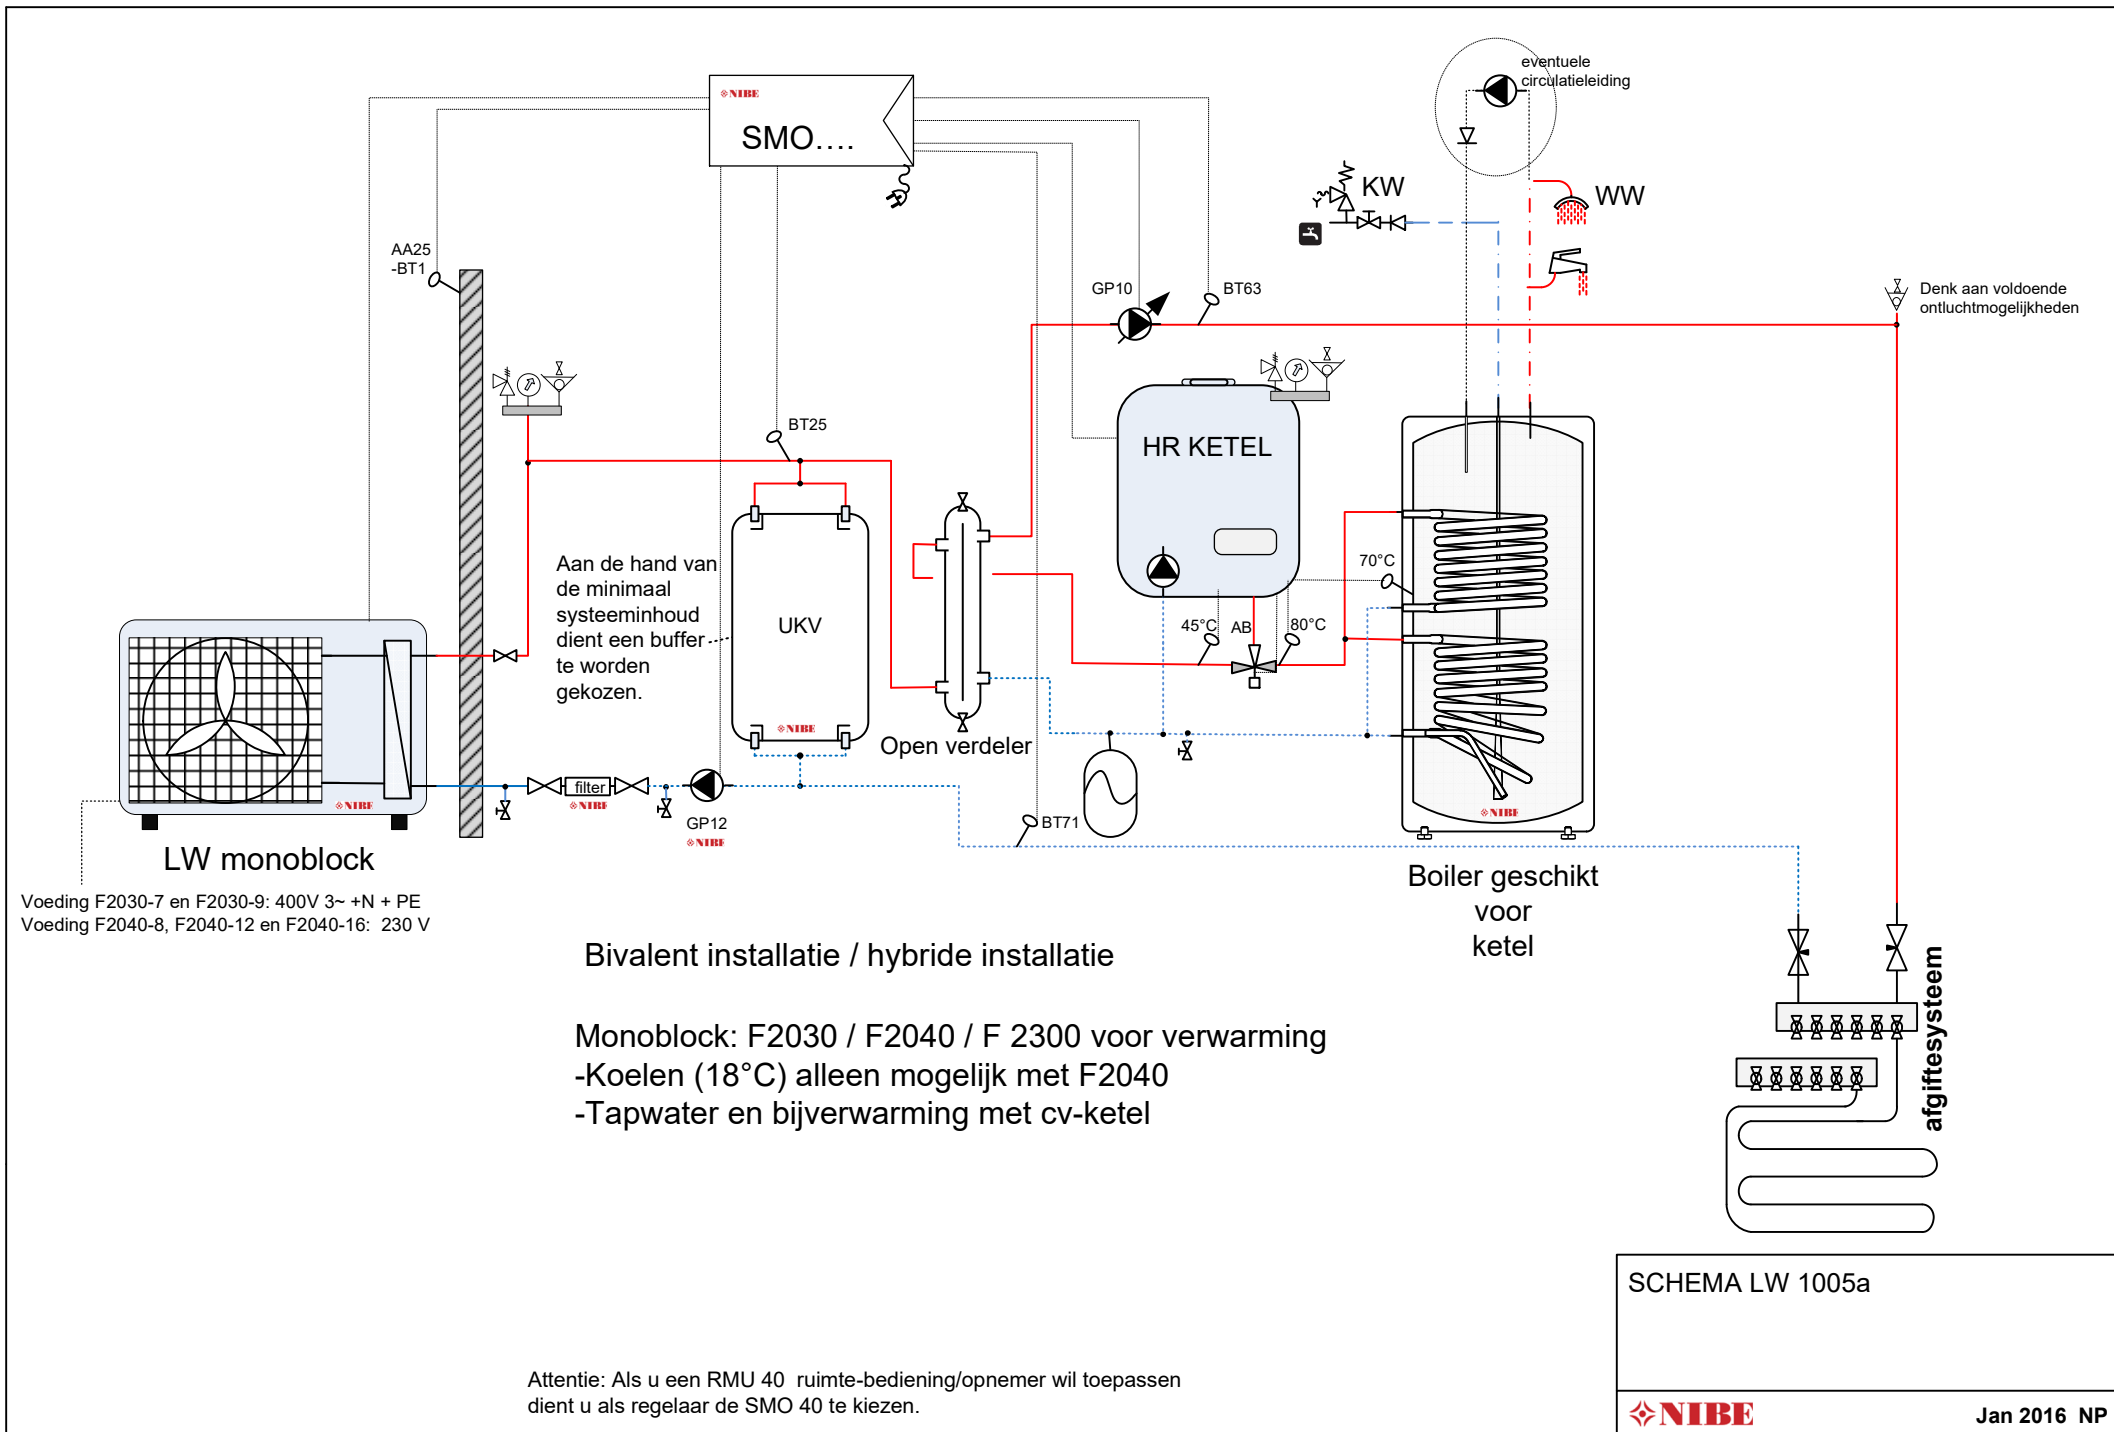 eventuele
circulatieleiding
NIBE
SMO....
KW
WW
AA25
-BT1
GP10
BT63
Denk aan voldoende
ontluchtmogelijkheden
BT25
HR KETEL
Aan de hand van
de minimaal
systeeminhoud
dient een buffer
te worden
gekozen.
UKV
NIBE
70°C
45°C
AB
80°C
Open verdeler
NIBE
filter
NIBE
GP12
NIBE
BT71
NIBE
LW monoblock
Voeding F2030-7 en F2030-9: 400V 3~ +N + PE
Voeding F2040-8, F2040-12 en F2040-16: 230 V
Boiler geschikt
voor
ketel
Bivalent installatie / hybride installatie
Monoblock: F2030 / F2040 / F 2300 voor verwarming
-Koelen (18°C) alleen mogelijk met F2040
-Tapwater en bijverwarming met cv-ketel
afgiftesysteem
SCHEMA LW 1005a
Attentie: Als u een RMU 40 ruimte-bediening/opnemer wil toepassen
dient u als regelaar de SMO 40 te kiezen.
NIBE
Jan 2016 NP